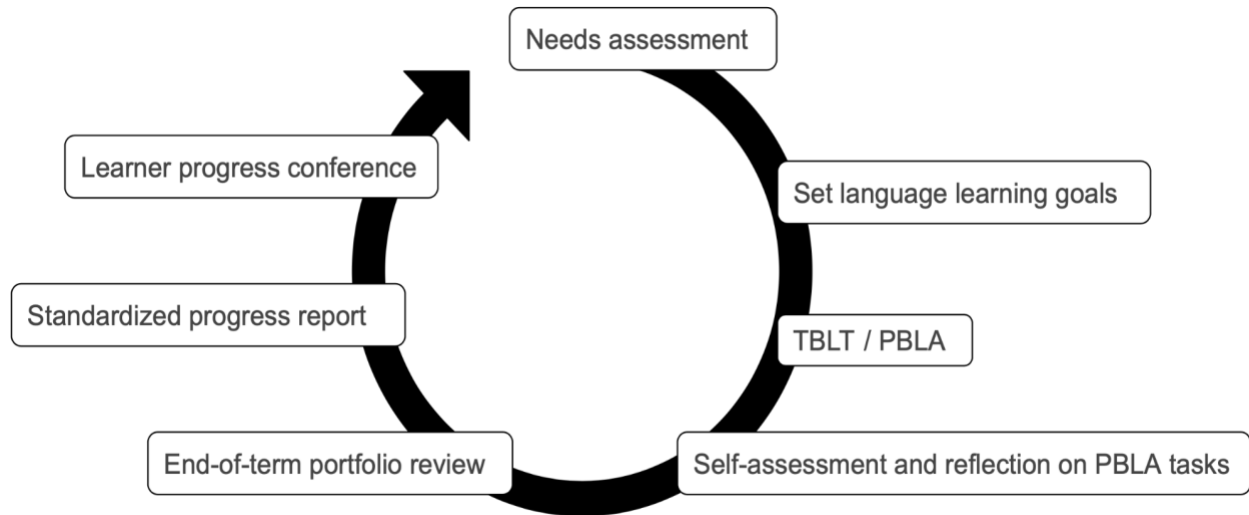 Needs assessment
Set language learning goals
TBLT / PBLA
Self-assessment and reflection on PBLA tasks
End-of-term portfolio review
Standardized progress report
Learner progress conference